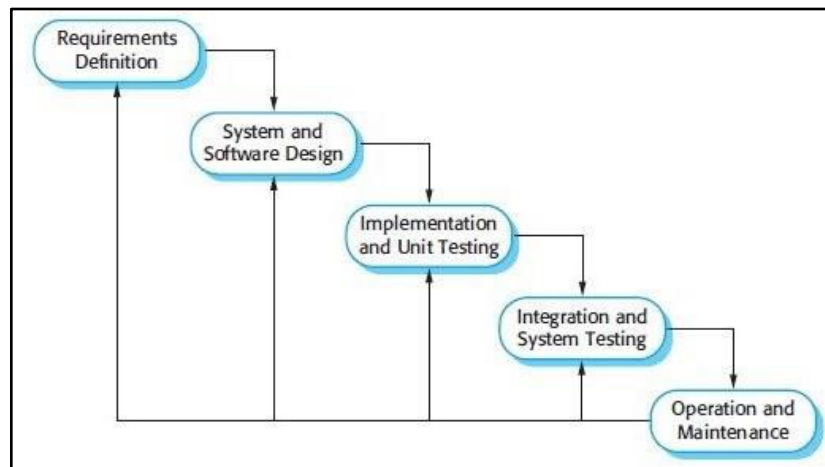 Requirements
Definition
System and
Software Design
Implementation
and Unit Testing
Integration and
System Testing
Operation and
Maintenance